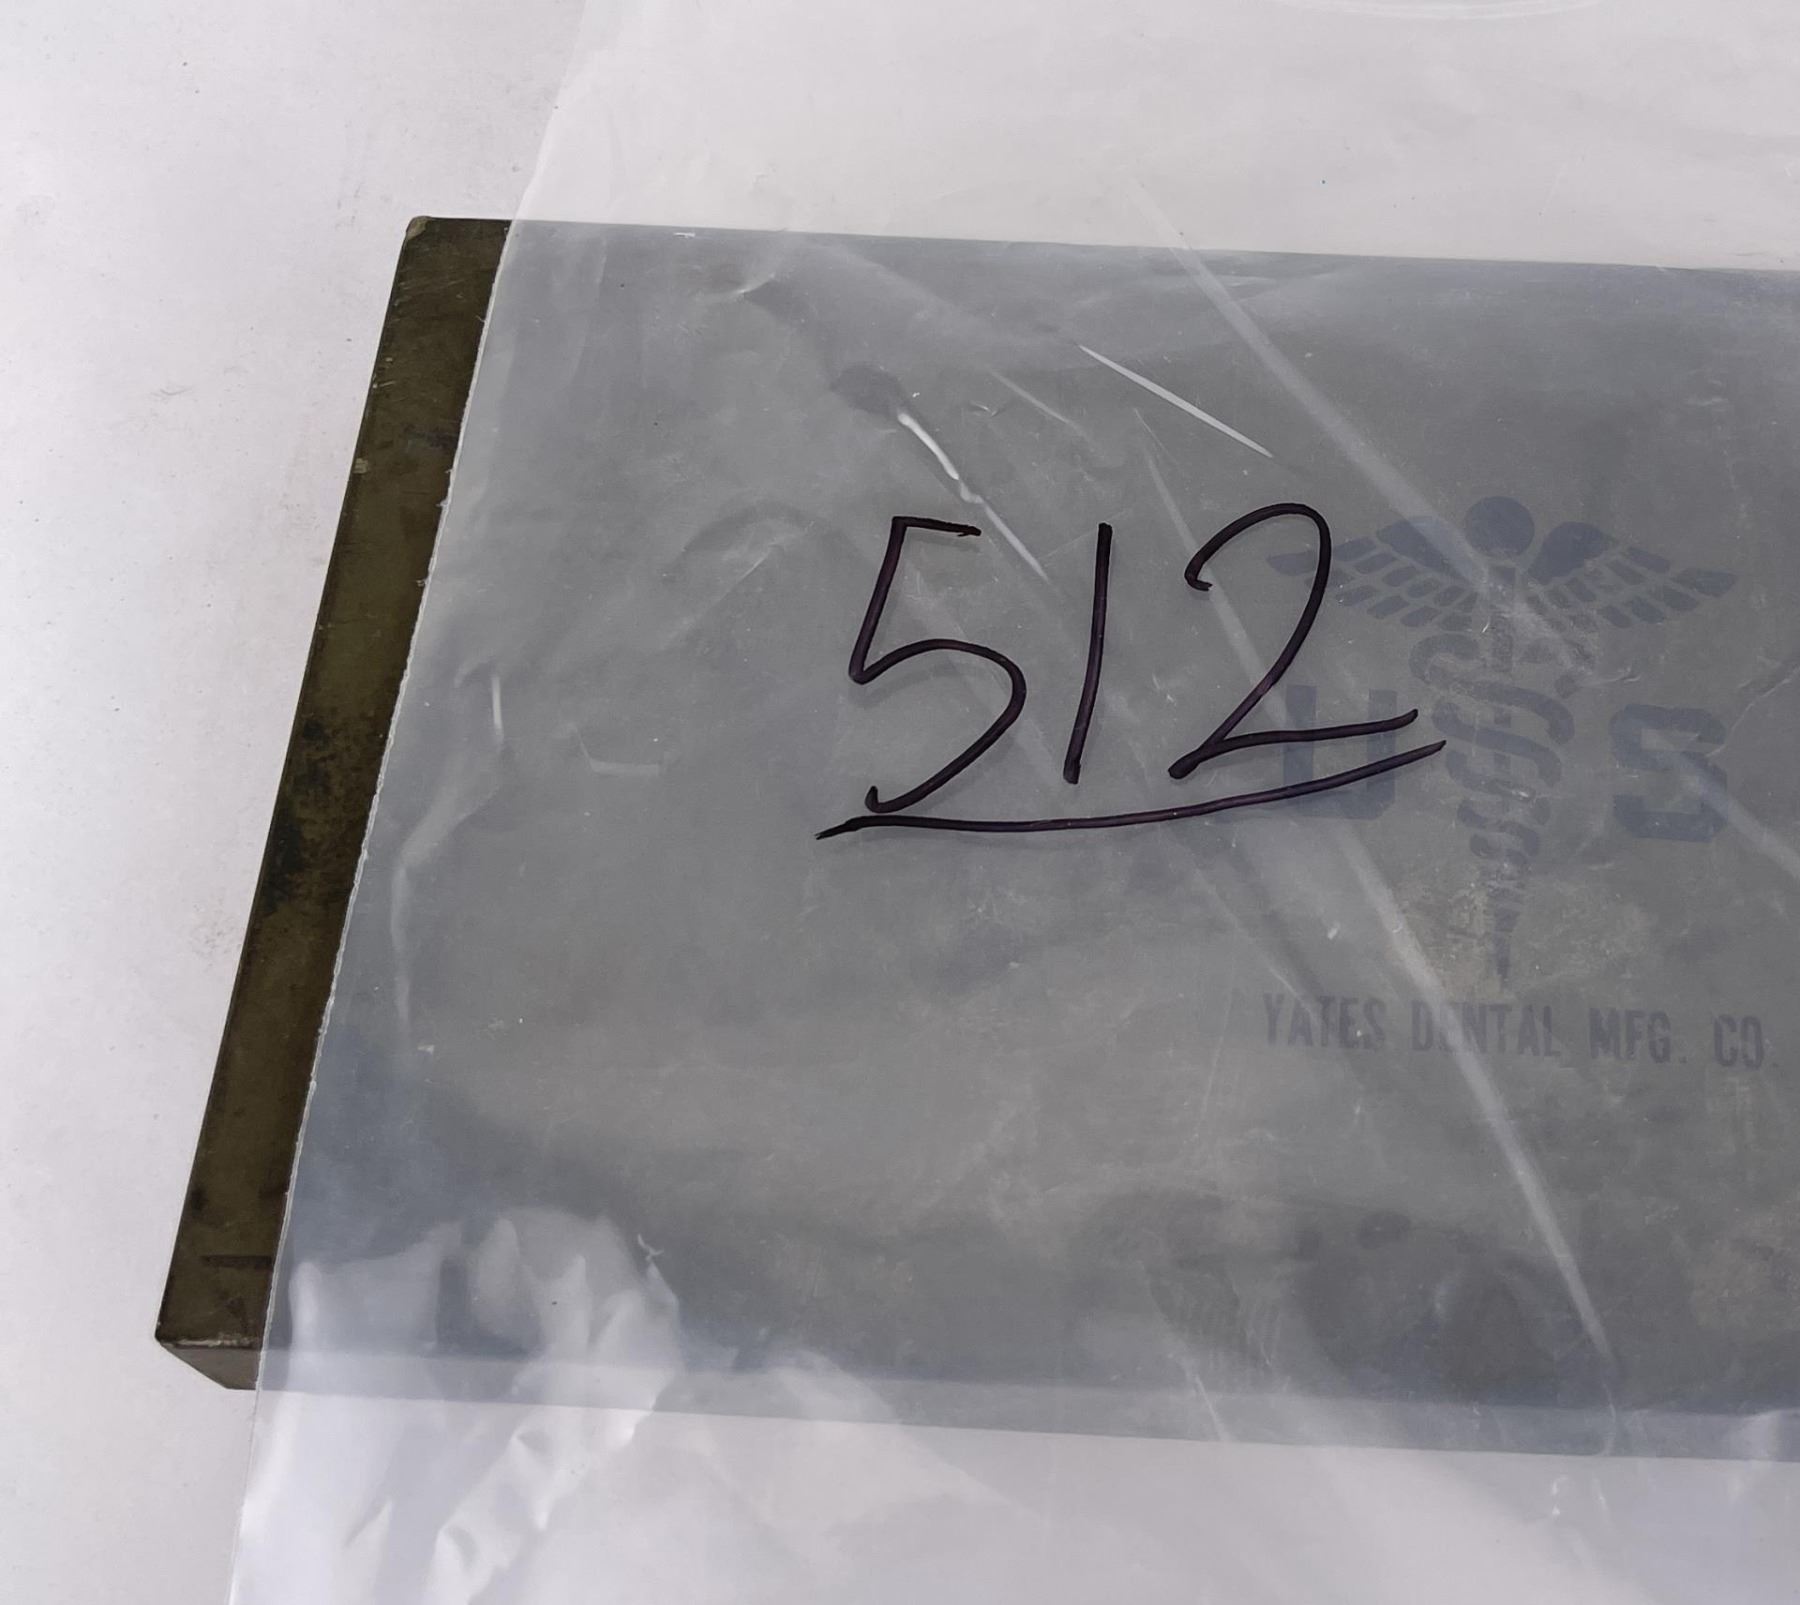 512
U S
YATES DENTAL MFG. CO.